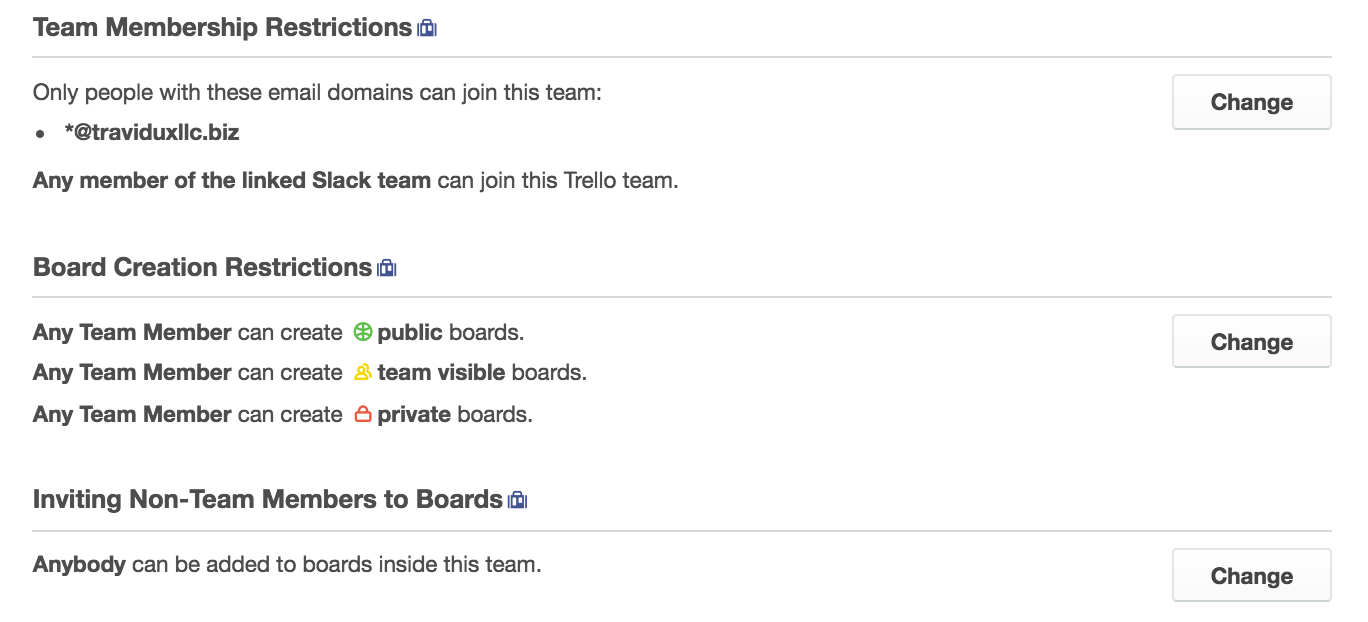 Team Membership Restrictions
Only people with these email domains can join this team:
Change
• *@traviduxllc.biz
Any member of the linked Slack team can join this Trello team.
Board Creation Restrictions
Any Team Member can create public boards.
Change
Any Team Member can create team visible boards.
Any Team Member can create private boards.
Inviting Non-Team Members to Boards
Anybody can be added to boards inside this team.
Change